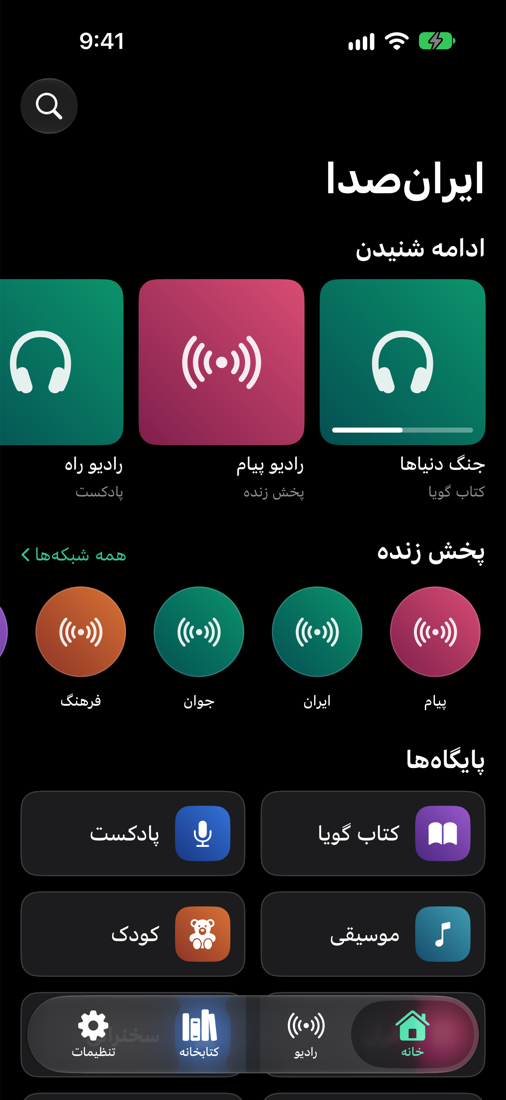 9:41
ایران‌صدا
ادامه شنیدن
جنگ دنیاها
کتاب گویا
رادیو پیام
پخش زنده
رادیو راه
پادکست
پخش زنده
همه شبکه‌ها
پیام
ایران
جوان
فرهنگ
پایگاه‌ها
کتاب گویا
پادکست
موسیقی
کودک
خانه
رادیو
کتابخانه
تنظیمات